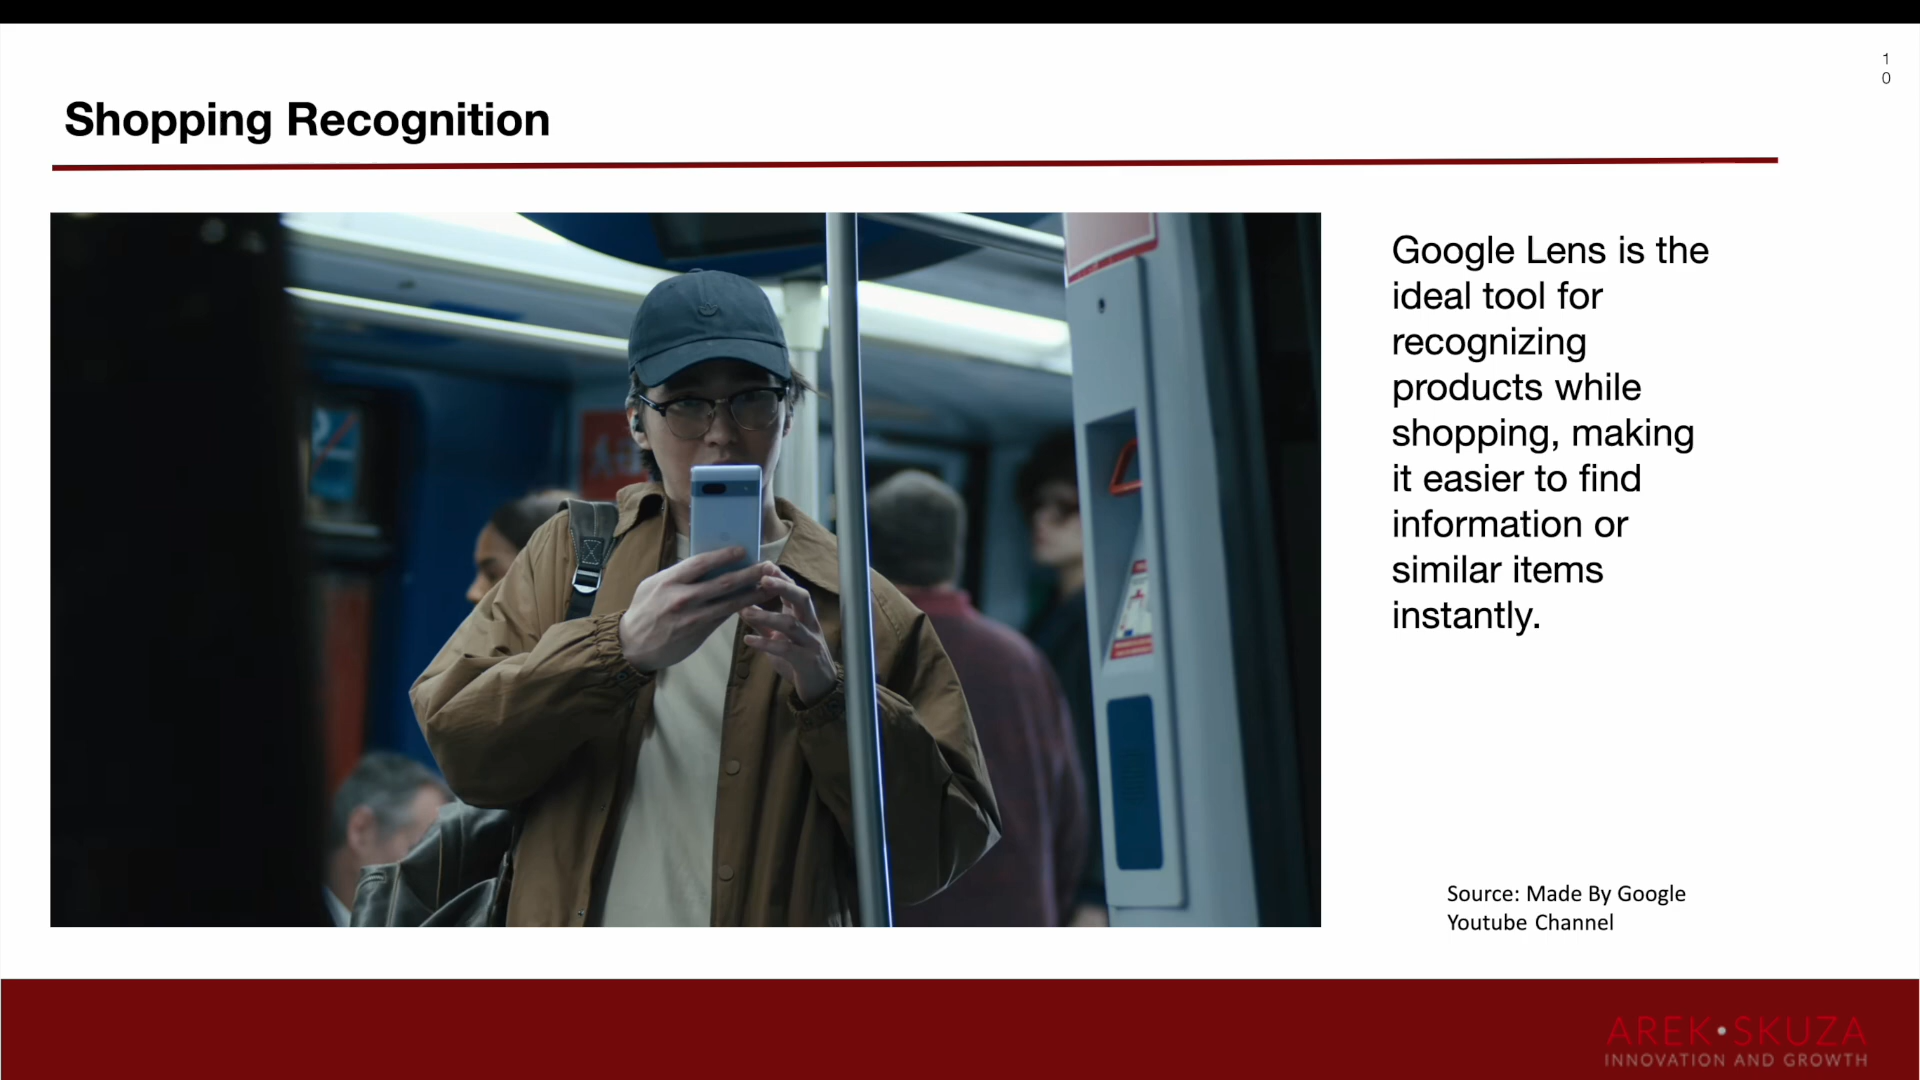 1
0
Shopping Recognition
Google Lens is the
ideal tool for
recognizing
products while
shopping, making
it easier to find
information or
similar items
instantly.
Source: Made By Google
Youtube Channel
AREK•SKUZA
INNOVATION AND GROWTH